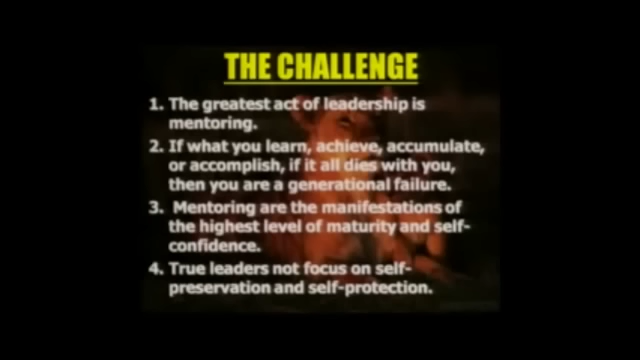 THE CHALLENGE
1. The greatest act of leadership is
mentoring.
2. If what you learn, achieve, accumulate,
or accomplish, if it all dies with you,
then you are a generational failure.
3. Mentoring are the manifestations of
the highest level of maturity and self-
confidence.
4. True leaders not focus on self-
preservation and self-protection.